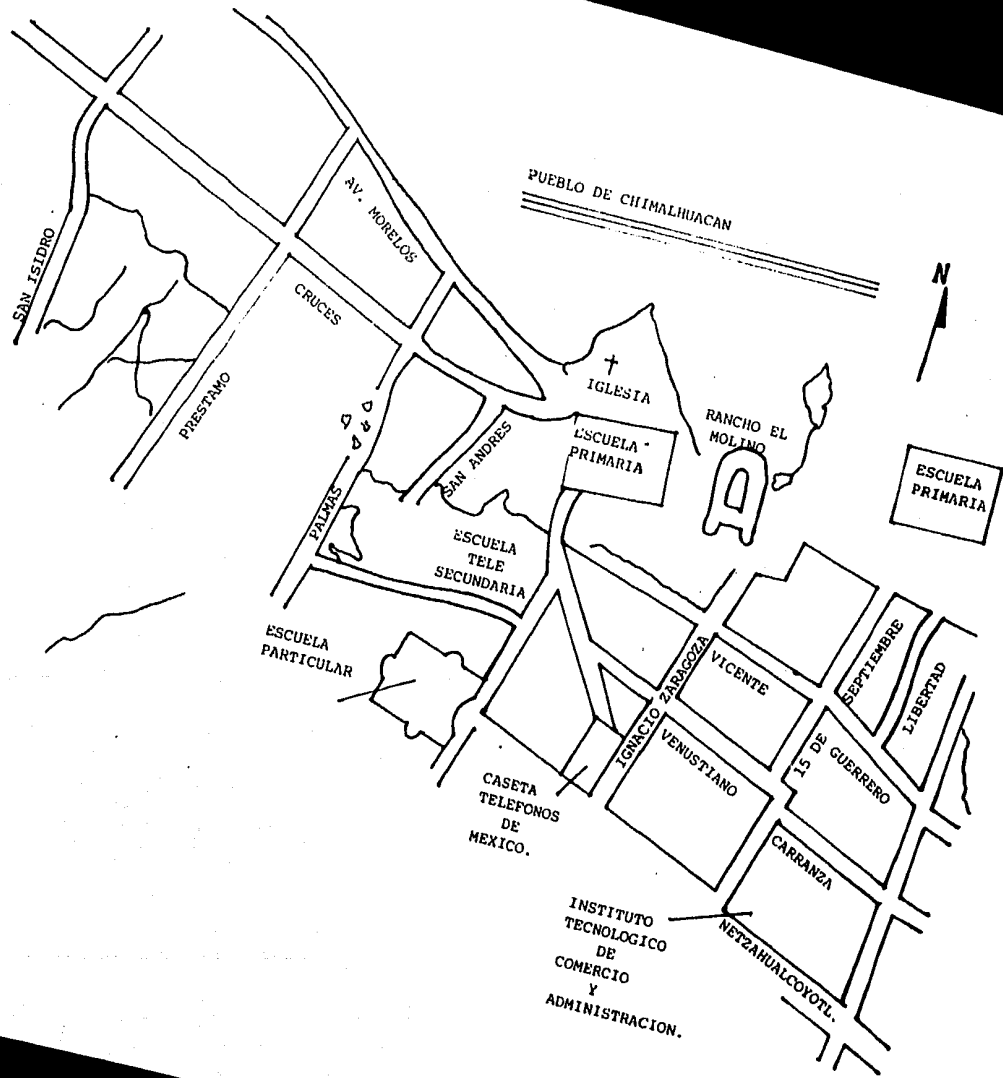 PUEBLO DE CHIMALHUACAN
AV. MORELOS
SAN ISIDRO
N
CRUCES
IGLESIA
PRESTAMO
RANCHO EL
MOLINO
ESCUELA
PRIMARIA
SAN ANDRES
ESCUELA
PRIMARIA
PALMAS
ESCUELA
TELE
SECUNDARIA
ESCUELA
PARTICULAR
IGNACIO ZARAGOZA
VICENTE
GUERRERO
15 DE
SEPTIEMBRE
LIBERTAD
VENUSTIANO
CARRANZA
CASETA
TELEFONOS
DE
MEXICO.
INSTITUTO
TECNOLOGICO
DE
COMERCIO
Y
ADMINISTRACION.
NETZAHUALCOYOTL.